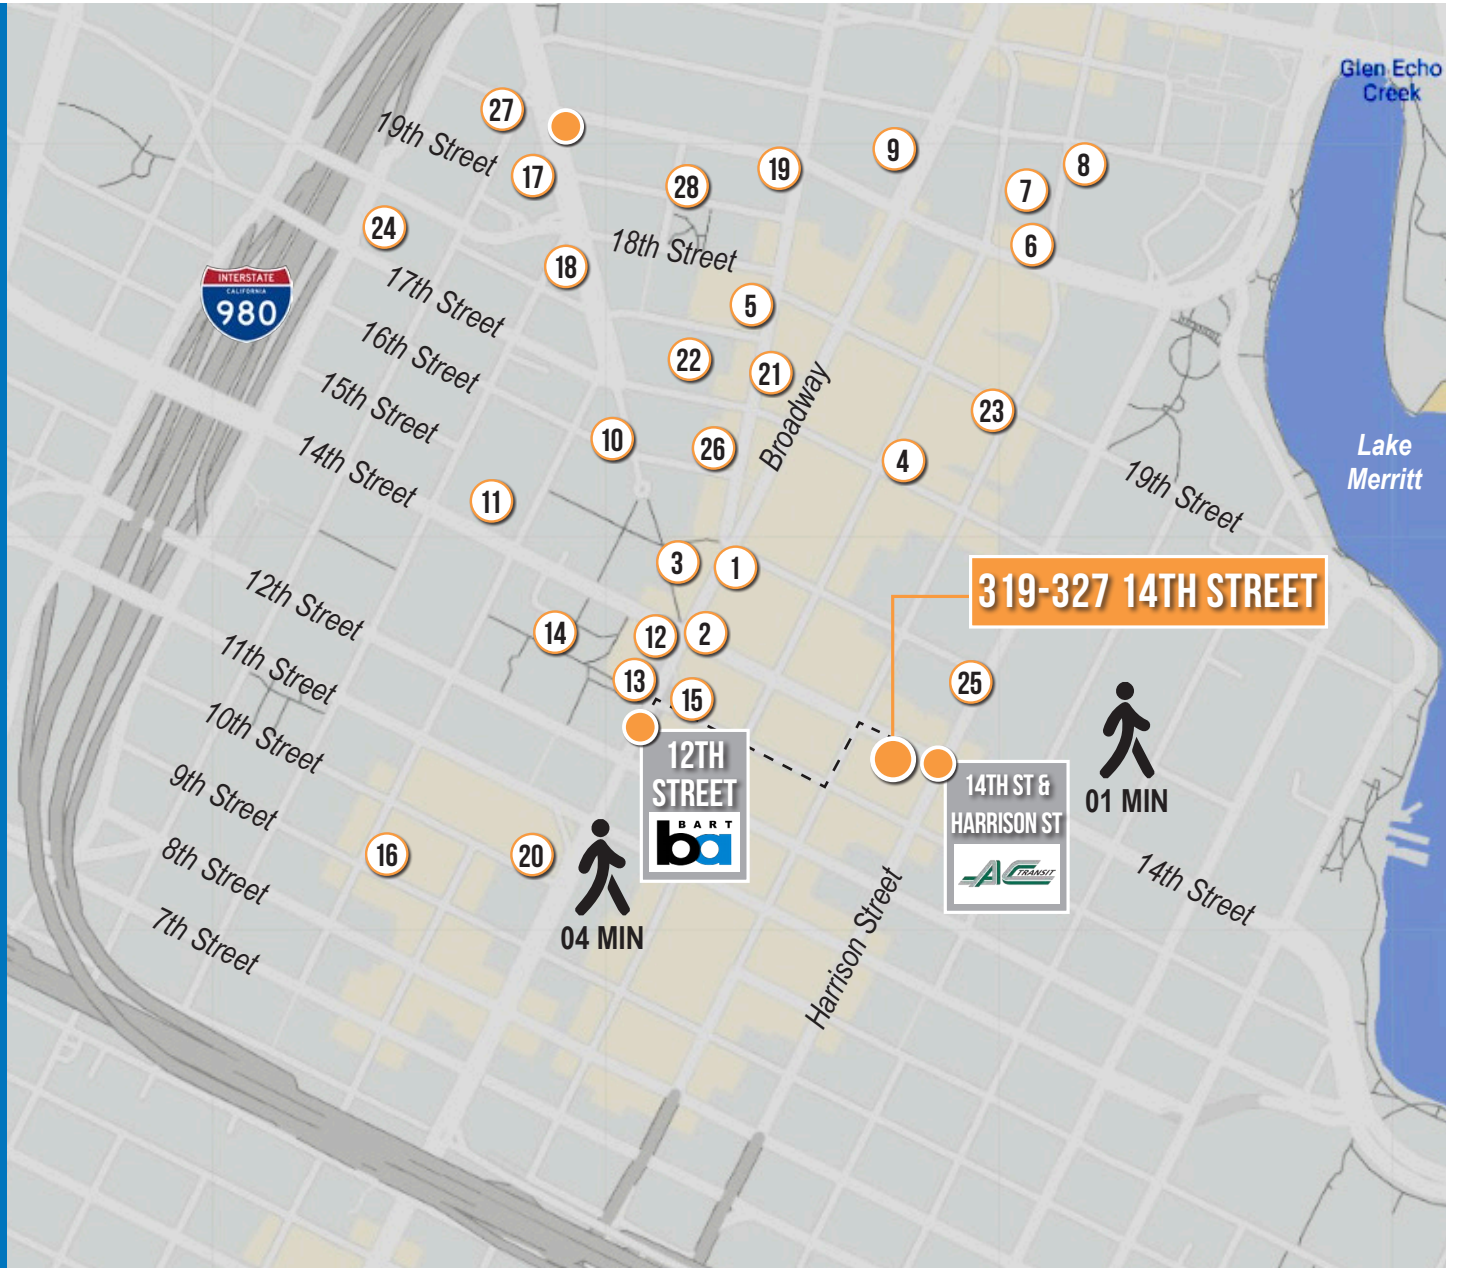 Glen Echo
Creek
27
19th Street
9
19
8
17
28
7
24
18th Street
6
18
INTERSTATE
CALIFORNIA
980
17th Street
5
16th Street
22
21
15th Street
Broadway
23
10
26
14th Street
4
Lake
Merritt
19th Street
11
3
1
12th Street
319-327 14TH STREET
14
12
2
11th Street
13
15
25
10th Street
12TH
STREET
BART
ba
14TH ST &
HARRISON ST
AC TRANSIT
01 MIN
9th Street
16
20
8th Street
14th Street
04 MIN
7th Street
Harrison Street